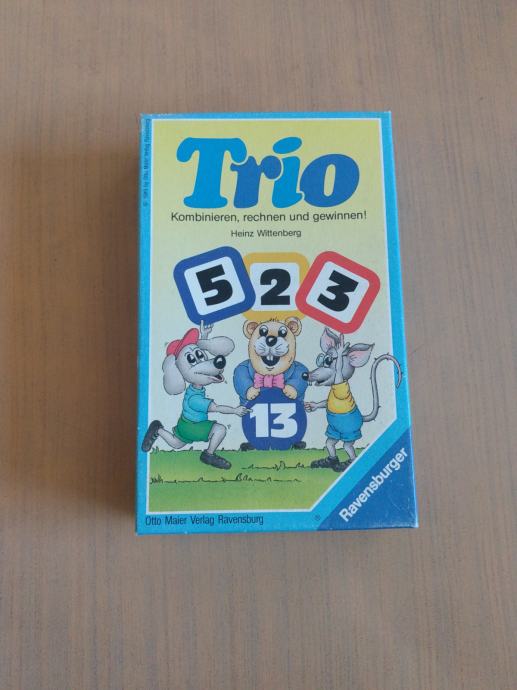 Trio
Kombinieren, rechnen und gewinnen!
Heinz Wittenberg
5 2 3
13
Ravensburger
Otto Maier Verlag Ravensburg
®